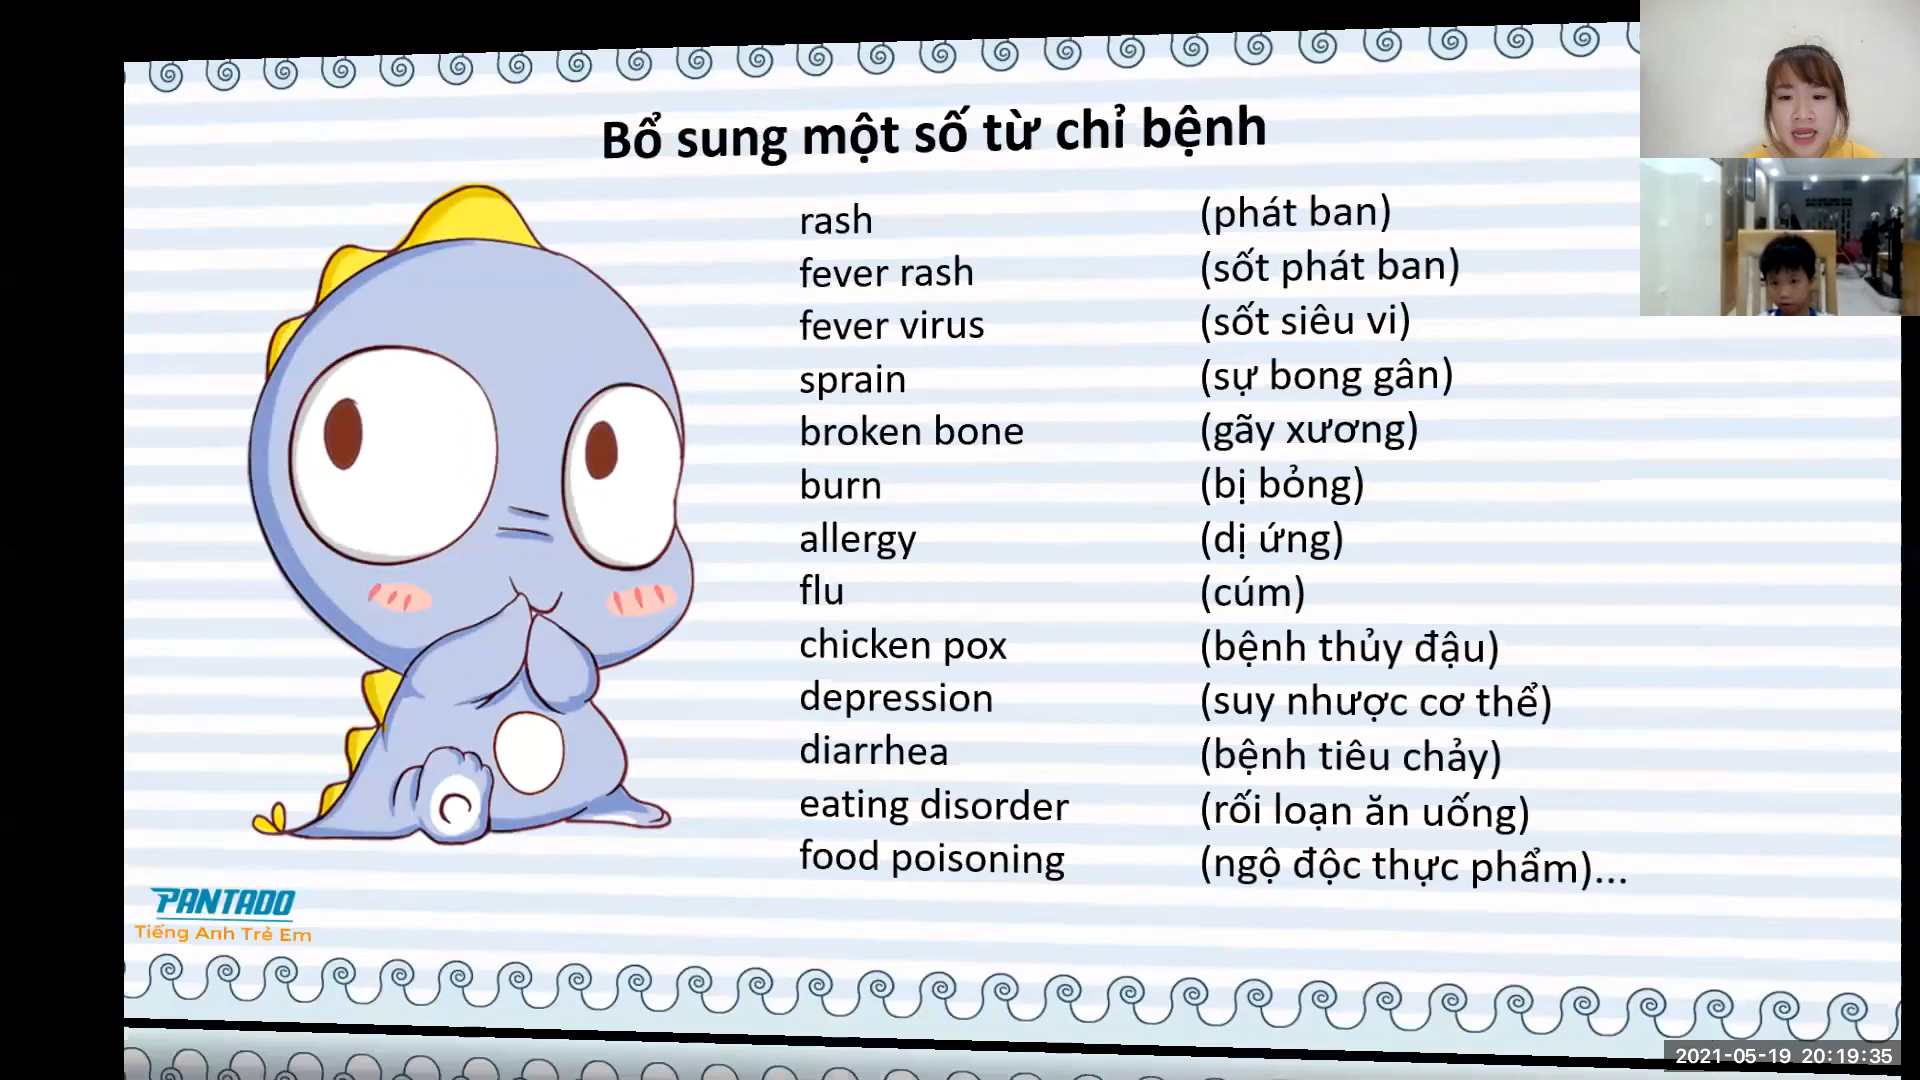 Bổ sung một số từ chỉ bệnh
rash (phát ban)
fever rash (sốt phát ban)
fever virus (sốt siêu vi)
sprain (sự bong gân)
broken bone (gãy xương)
burn (bị bỏng)
allergy (dị ứng)
flu (cúm)
chicken pox (bệnh thủy đậu)
depression (suy nhược cơ thể)
diarrhea (bệnh tiêu chảy)
eating disorder (rối loạn ăn uống)
food poisoning (ngộ độc thực phẩm)...
PANTADO
Tiếng Anh Trẻ Em
2021-05-19 20:19:35